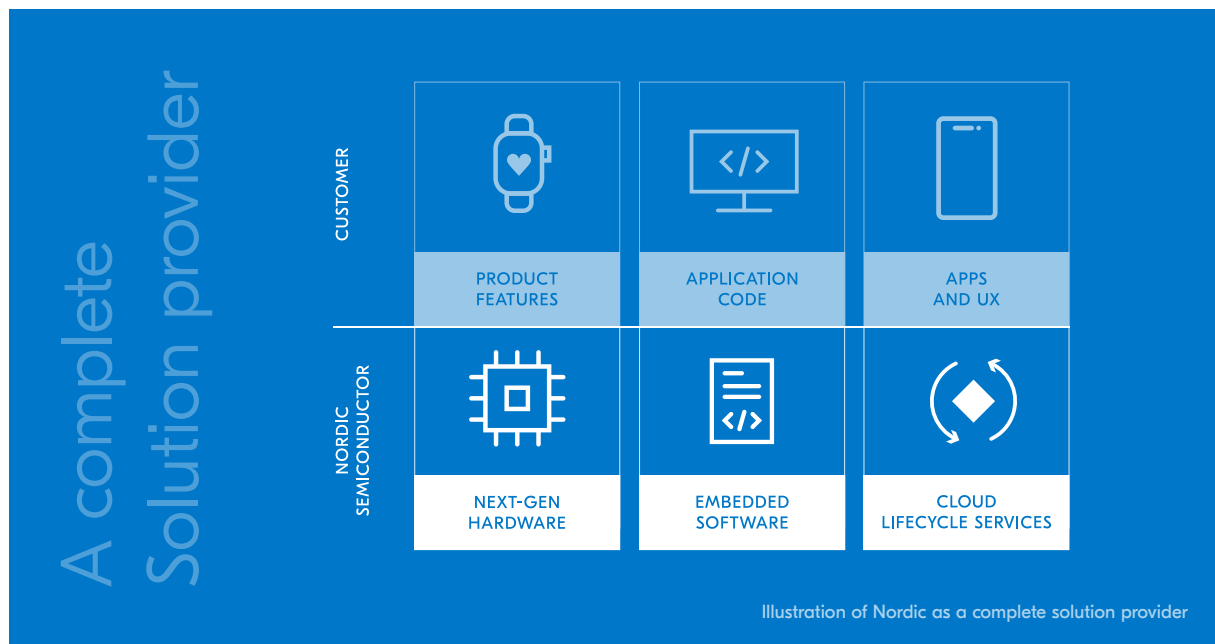 A complete
Solution provider
CUSTOMER
PRODUCT
FEATURES
APPLICATION
CODE
APPS
AND UX
NORDIC
SEMICONDUCTOR
NEXT-GEN
HARDWARE
EMBEDDED
SOFTWARE
CLOUD
LIFECYCLE SERVICES
Illustration of Nordic as a complete solution provider